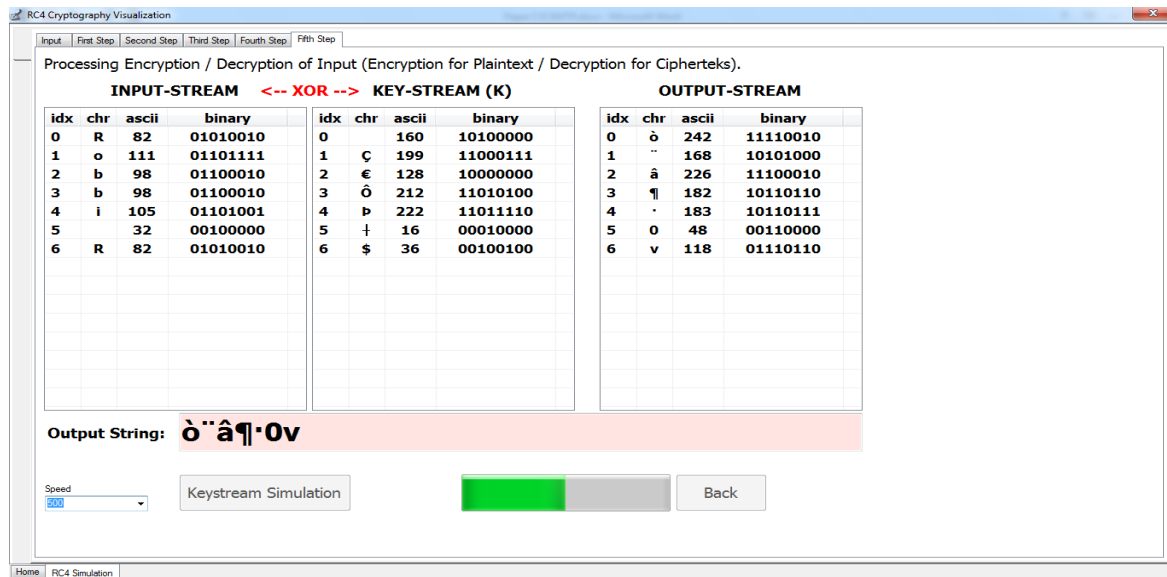 RC4 Cryptography Visualization
Input First Step Second Step Third Step Fourth Step Fifth Step
Processing Encryption / Decryption of Input (Encryption for Plaintext / Decryption for Cipherteks).
INPUT-STREAM <-- XOR --> KEY-STREAM (K) OUTPUT-STREAM
idx chr ascii binary idx chr ascii binary idx chr ascii binary
0 R 82 01010010 0 160 10100000 0 ò 242 11110010
1 o 111 01101111 1 Ç 199 11000111 1 ¨ 168 10101000
2 b 98 01100010 2 € 128 10000000 2 â 226 11100010
3 b 98 01100010 3 Ô 212 11010100 3 ¶ 182 10110110
4 i 105 01101001 4 Þ 222 11011110 4 · 183 10110111
5 32 00100000 5 † 16 00010000 5 0 48 00110000
6 R 82 01010010 6 $ 36 00100100 6 v 118 01110110
Output String: ò¨â¶·0v
Speed
500
Keystream Simulation Back
Home RC4 Simulation